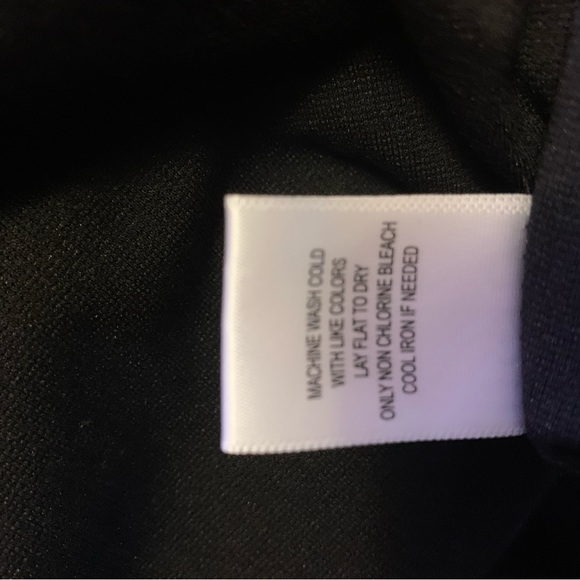 MACHINE WASH COLD
WITH LIKE COLORS
LAY FLAT TO DRY
ONLY NON CHLORINE BLEACH
COOL IRON IF NEEDED